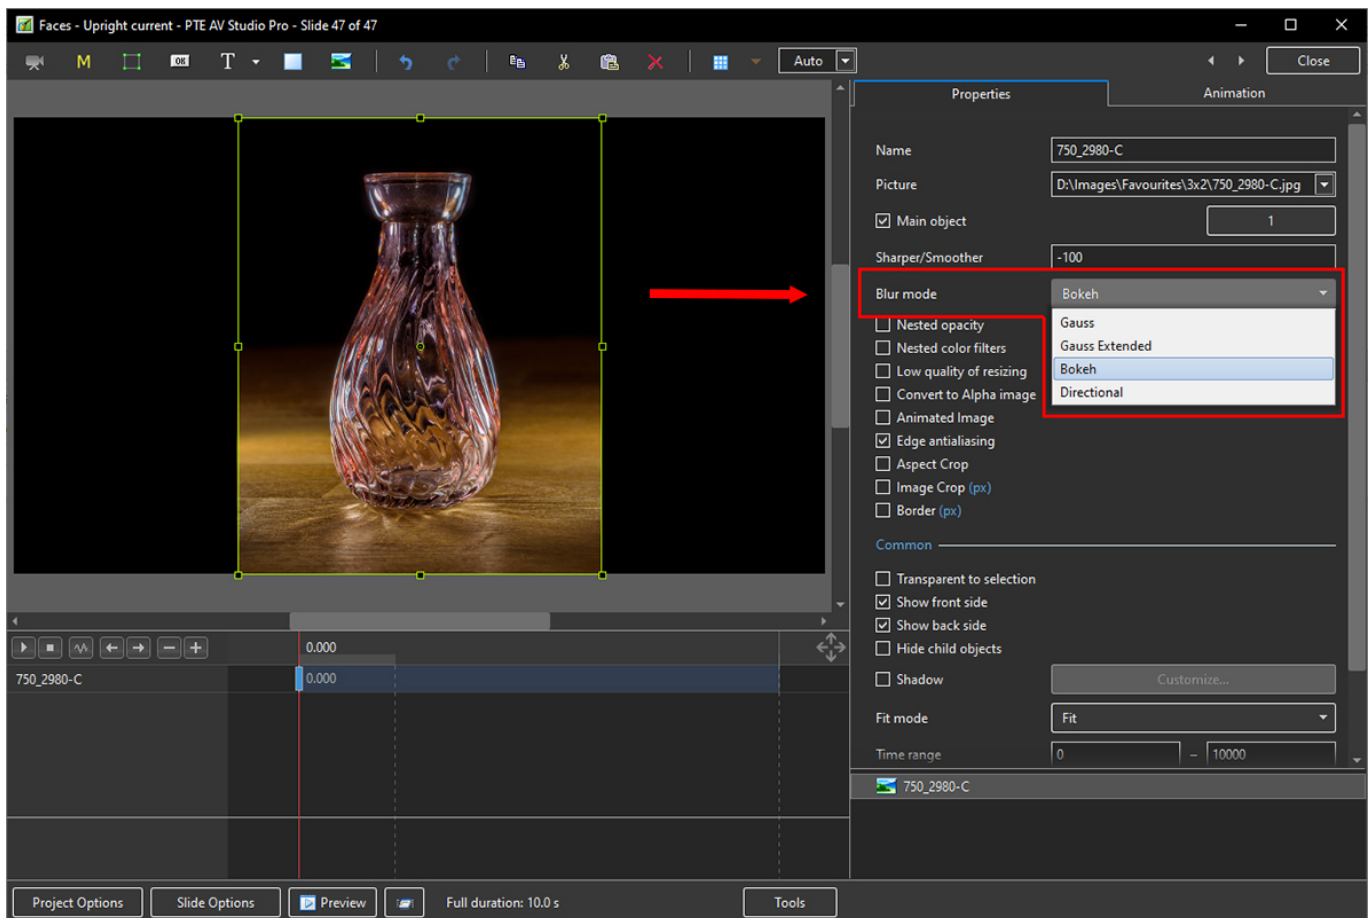 Faces - Upright current - PTE AV Studio Pro - Slide 47 of 47
M OK T Auto Close
Properties Animation
Name 750_2980-C
Picture D:\Images\Favourites\3x2\750_2980-C.jpg
Main object 1
Sharper/Smoother -100
Blur mode Bokeh
Nested opacity Gauss
Nested color filters Gauss Extended
Low quality of resizing Bokeh
Convert to Alpha image Directional
Animated Image
Edge antialiasing
Aspect Crop
Image Crop (px)
Border (px)
Common
Transparent to selection
Show front side
Show back side
Hide child objects
Shadow Customize...
Fit mode Fit
Time range 0 – 10000
750_2980-C
0.000
750_2980-C 0.000
Project Options Slide Options Preview Full duration: 10.0 s Tools